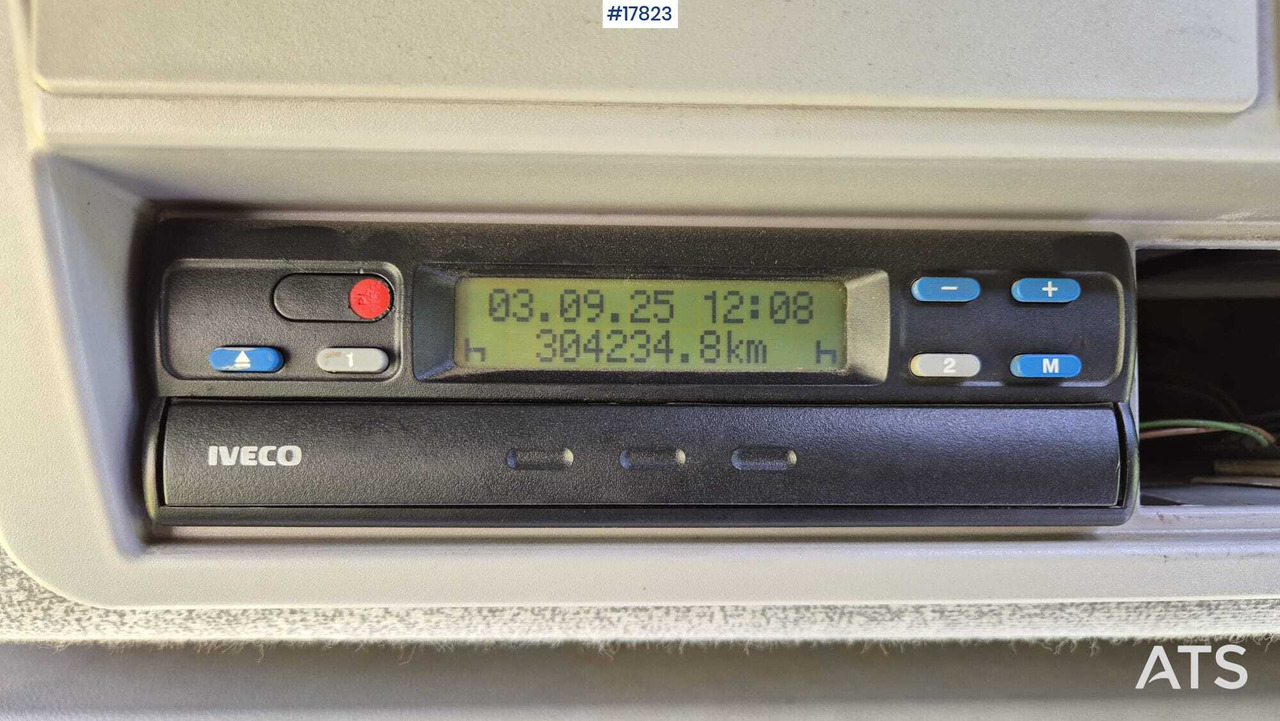 #17823
03.09.25 12:08
304234.8km
1
2
M
- +
IVECO
ATS